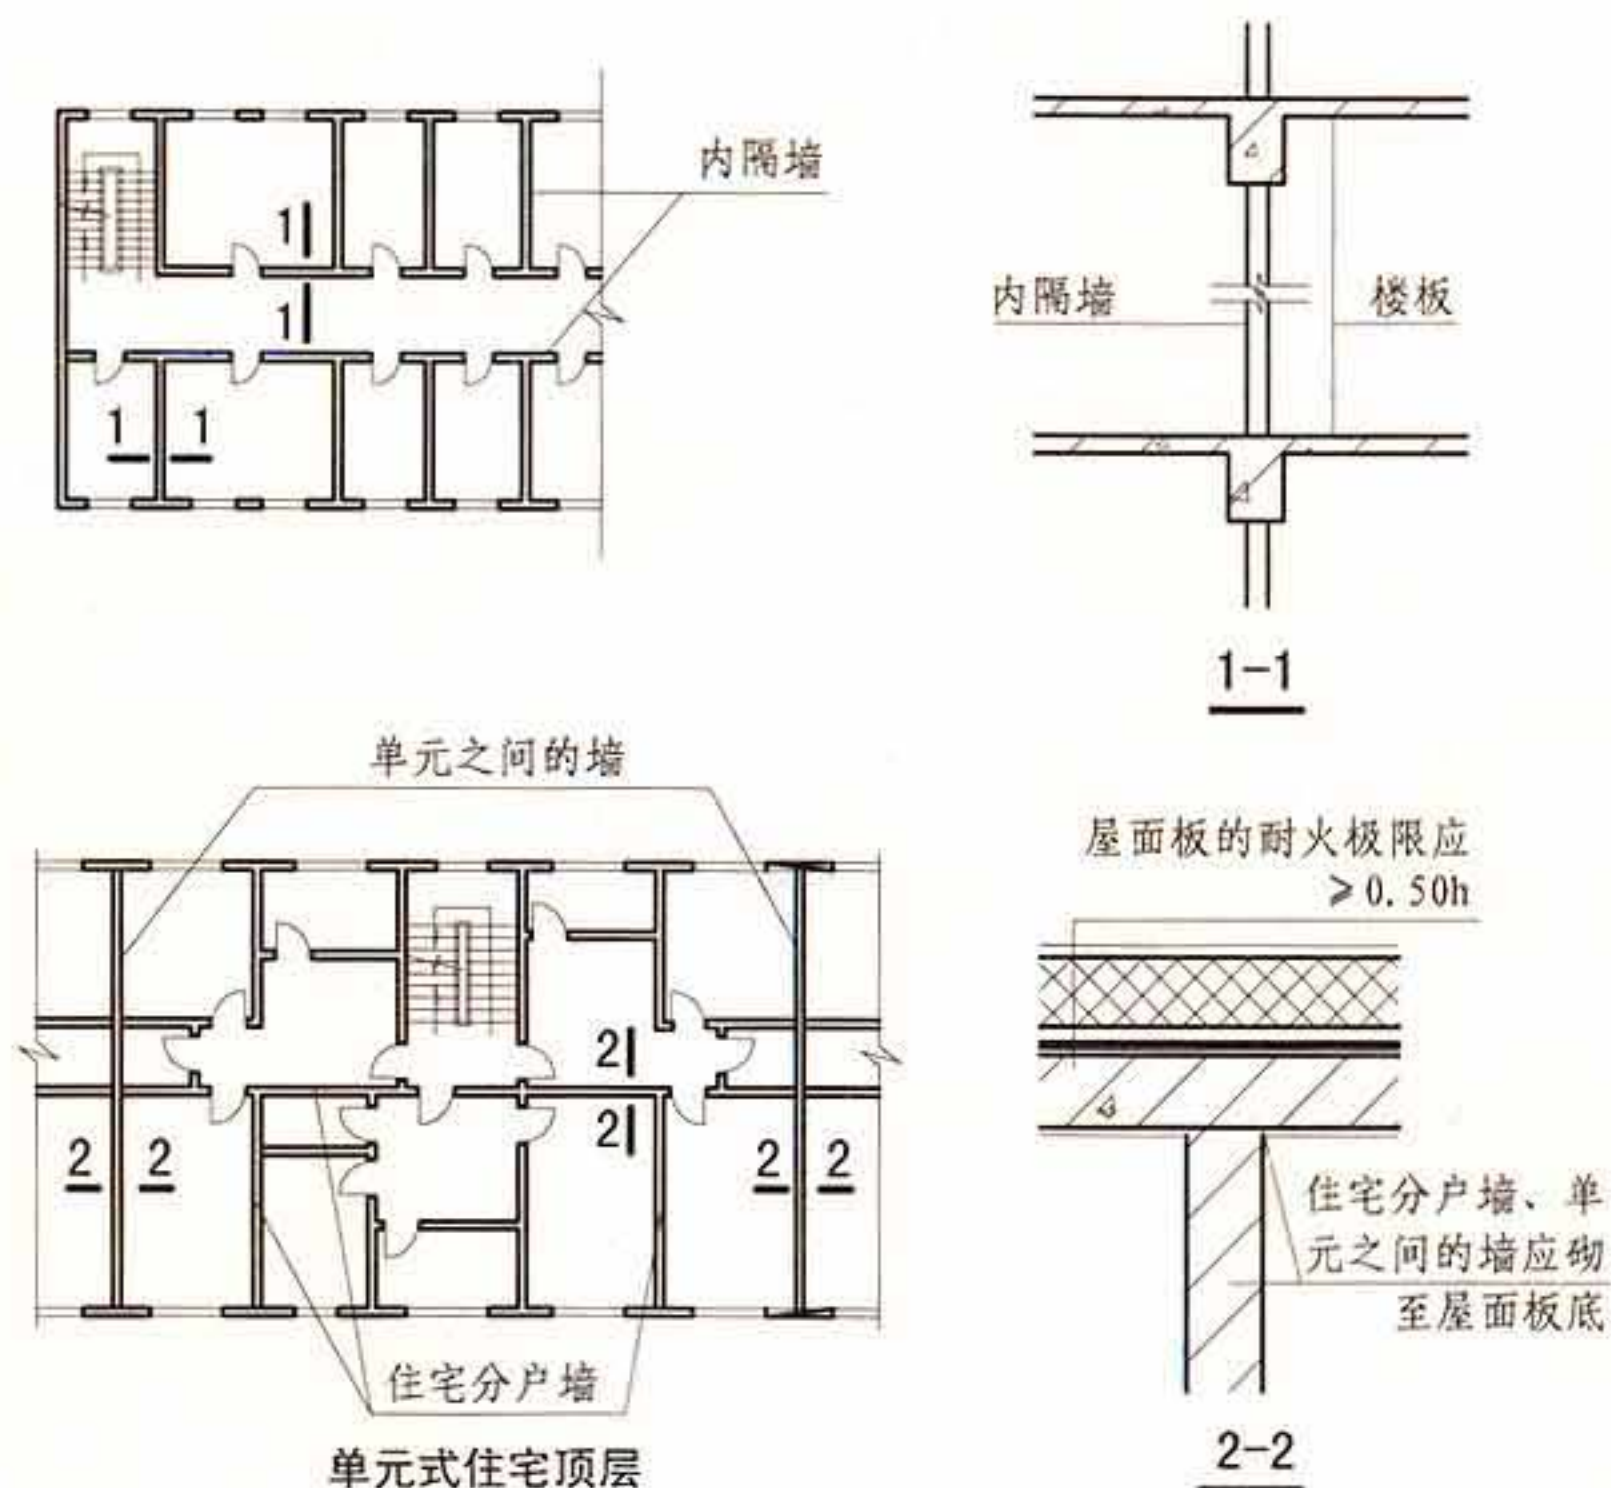 内隔墙
1
1
1 1
内隔墙
楼板
1-1
单元之间的墙
2
2
2 2
2 2
住宅分户墙
单元式住宅顶层
屋面板的耐火极限应
≥0.50h
住宅分户墙、单
元之间的墙应砌
至屋面板底
2-2